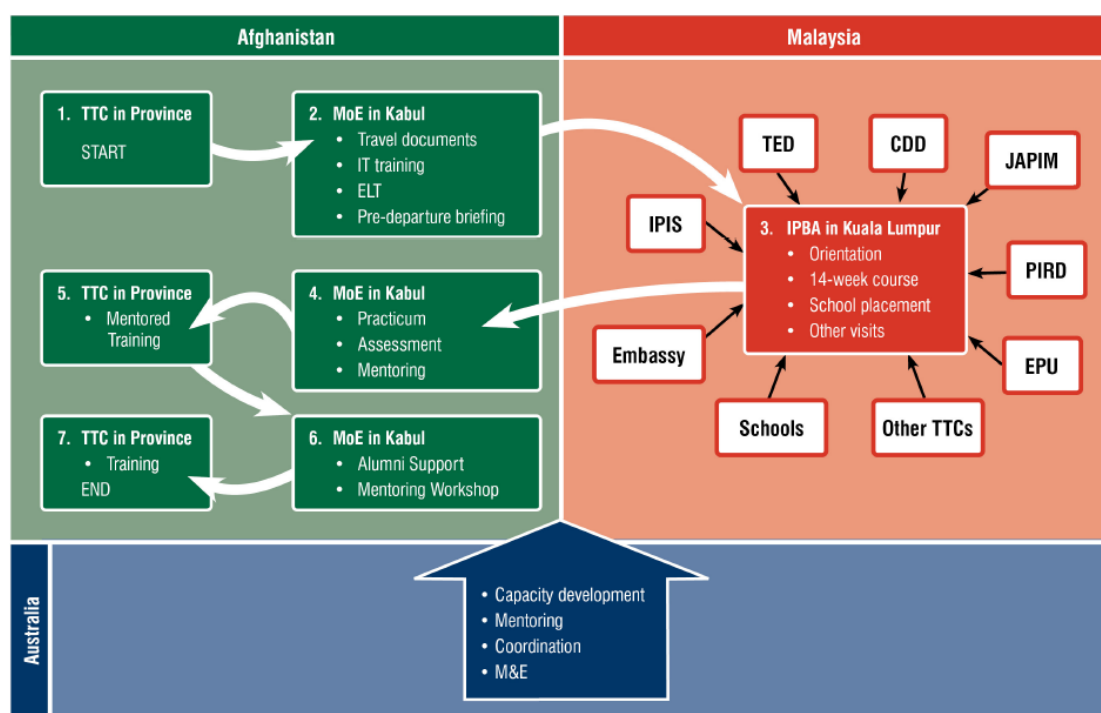 Afghanistan
Malaysia
1. TTC in Province
START
2. MoE in Kabul
• Travel documents
• IT training
• ELT
• Pre-departure briefing
TED
CDD
JAPIM
IPIS
3. IPBA in Kuala Lumpur
• Orientation
• 14-week course
• School placement
• Other visits
PIRD
Embassy
EPU
Schools
Other TTCs
5. TTC in Province
• Mentored
Training
4. MoE in Kabul
• Practicum
• Assessment
• Mentoring
7. TTC in Province
• Training
END
6. MoE in Kabul
• Alumni Support
• Mentoring Workshop
Australia
• Capacity development
• Mentoring
• Coordination
• M&E